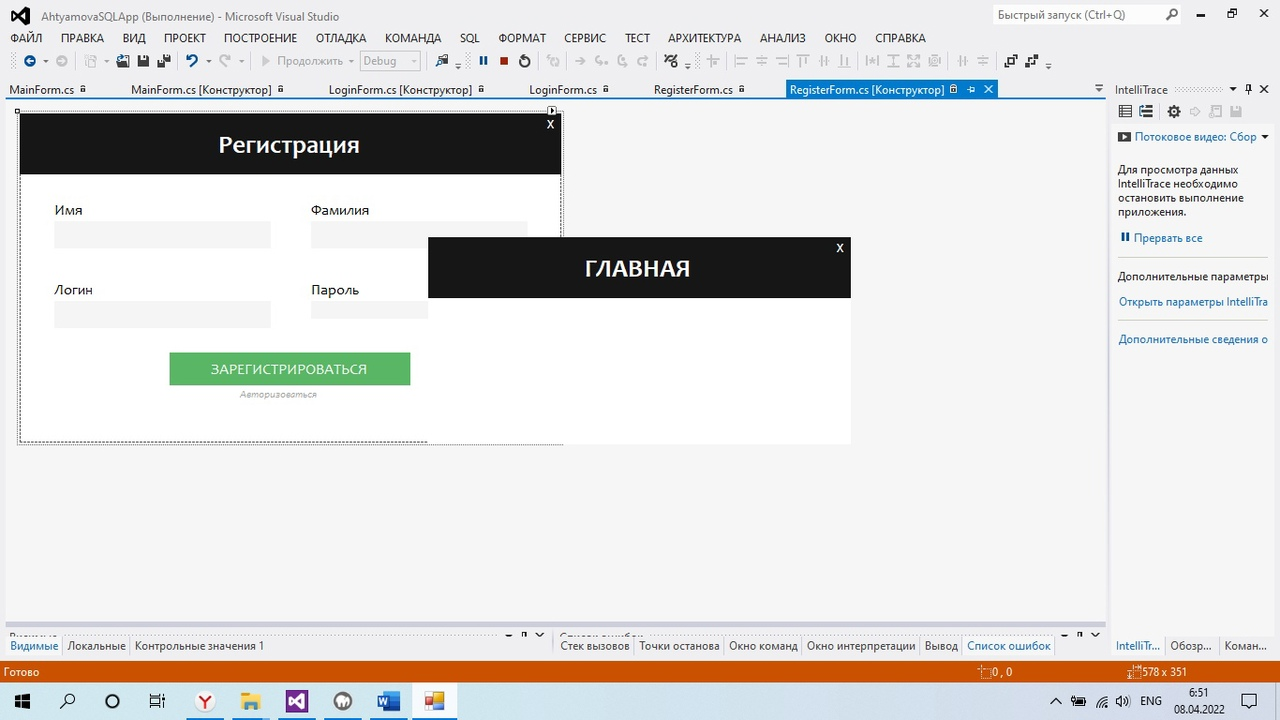 AhtyamovaSQLApp (Выполнение) - Microsoft Visual Studio
Быстрый запуск (Ctrl+Q)
ФАЙЛ ПРАВКА ВИД ПРОЕКТ ПОСТРОЕНИЕ ОТЛАДКА КОМАНДА SQL ФОРМАТ СЕРВИС ТЕСТ АРХИТЕКТУРА АНАЛИЗ ОКНО СПРАВКА
Продолжить Debug
MainForm.cs MainForm.cs [Конструктор] LoginForm.cs [Конструктор] LoginForm.cs RegisterForm.cs RegisterForm.cs [Конструктор]
IntelliTrace
X
Регистрация
Имя Фамилия
Логин Пароль
ЗАРЕГИСТРИРОВАТЬСЯ
Авторизоваться
X
ГЛАВНАЯ
Потоковое видео: Сбор
Для просмотра данных
IntelliTrace необходимо
остановить выполнение
приложения.
Прервать все
Дополнительные параметры
Открыть параметры IntelliTra
Дополнительные сведения о
Видимые Локальные Контрольные значения 1
Стек вызовов Точки останова Окно команд Окно интерпретации Вывод Список ошибок
IntelliTr... Обозр... Коман...
Готово
0 , 0
578 x 351
ENG
6:51
08.04.2022